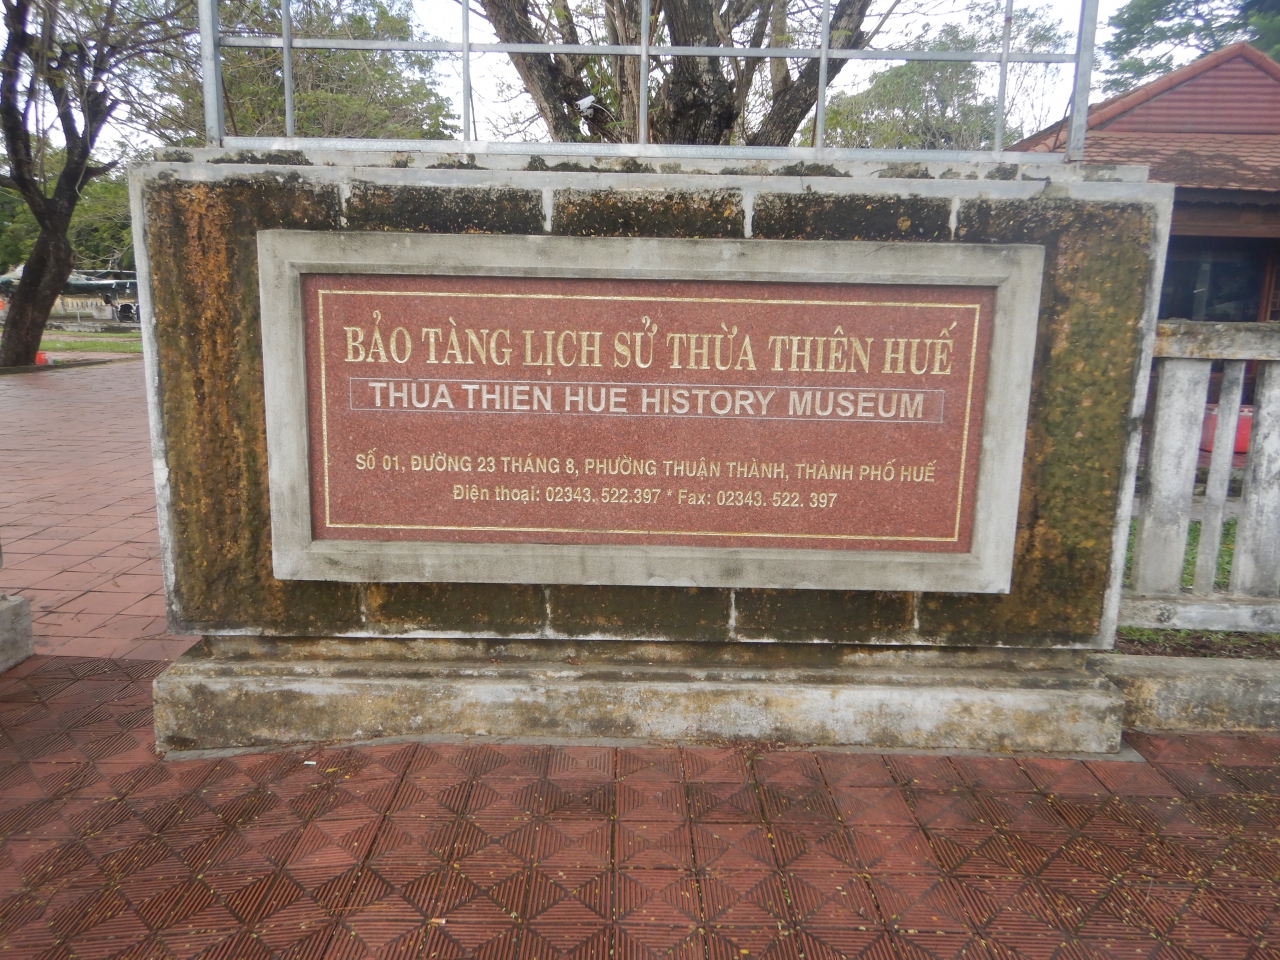 BẢO TÀNG LỊCH SỬ THỪA THIÊN HUẾ
THUA THIEN HUE HISTORY MUSEUM
SỐ 01, ĐƯỜNG 23 THÁNG 8, PHƯỜNG THUẬN THÀNH, THÀNH PHỐ HUẾ
Điện thoại: 02343. 522.397 * Fax: 02343. 522. 397